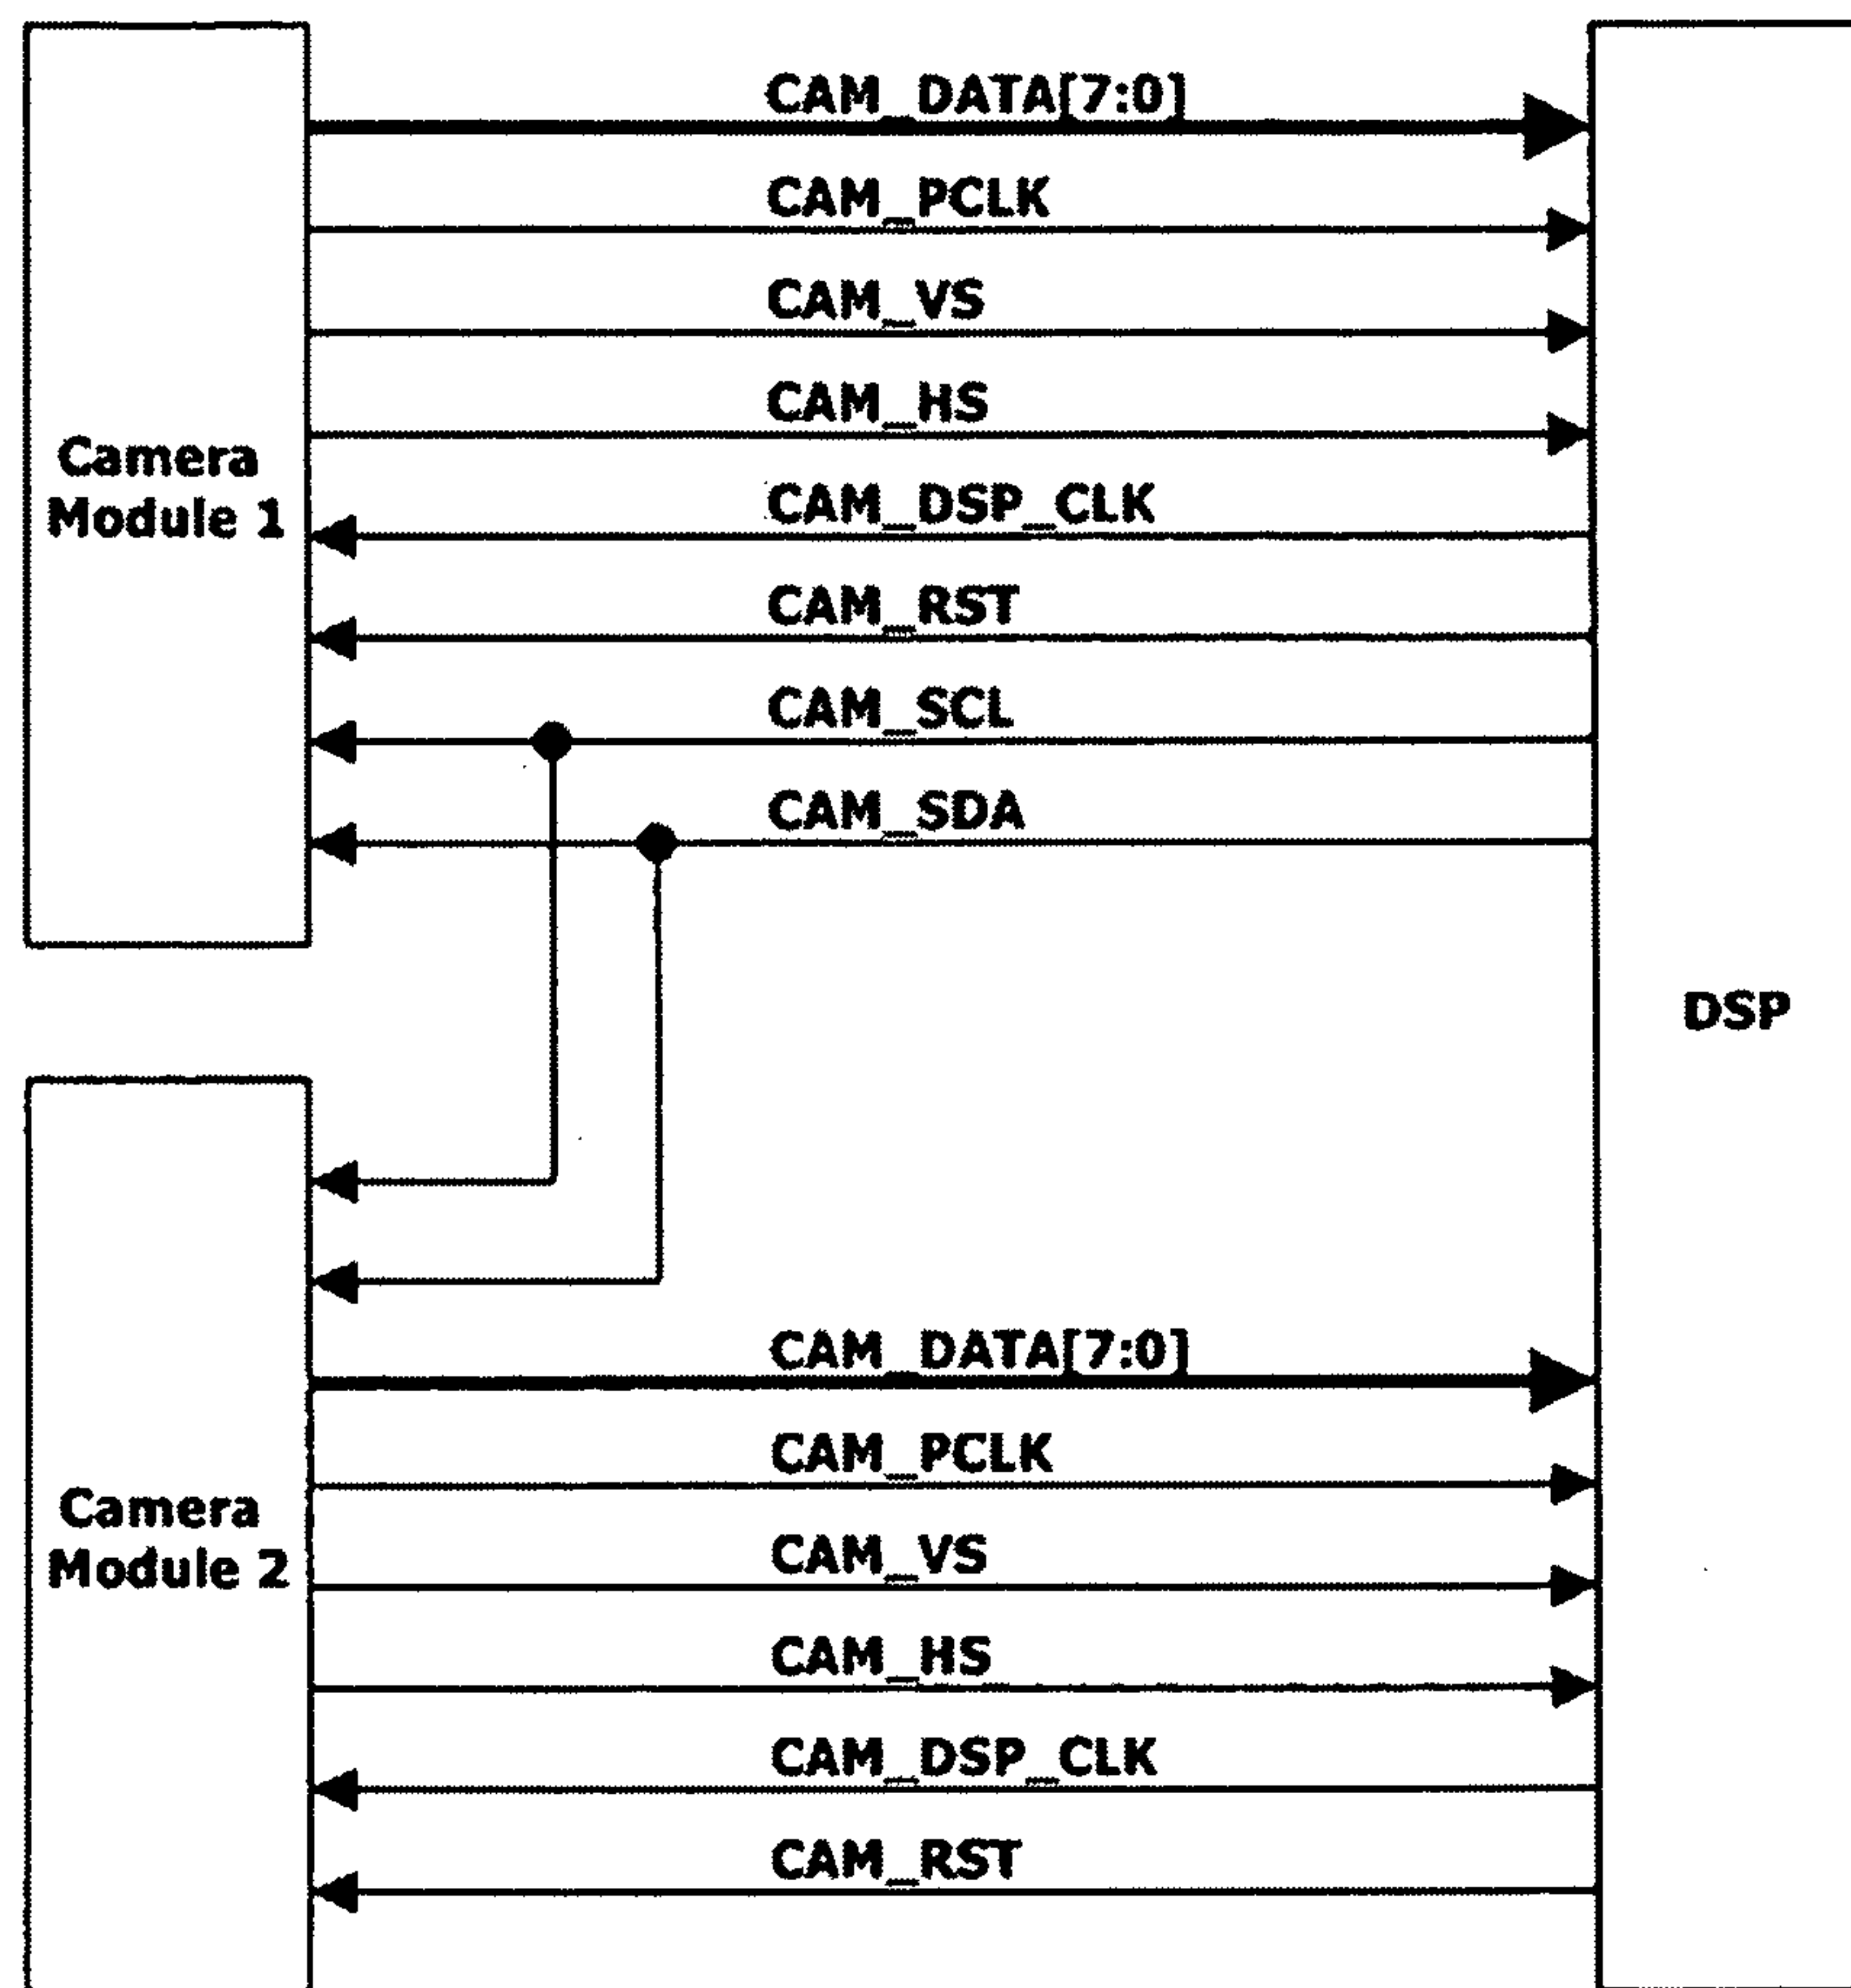 CAM_DATA[7:0]
CAM_PCLK
CAM_VS
CAM_HS
Camera
Module 1
CAM_DSP_CLK
CAM_RST
CAM_SCL
CAM_SDA
DSP
CAM_DATA[7:0]
CAM_PCLK
Camera
Module 2
CAM_VS
CAM_HS
CAM_DSP_CLK
CAM_RST